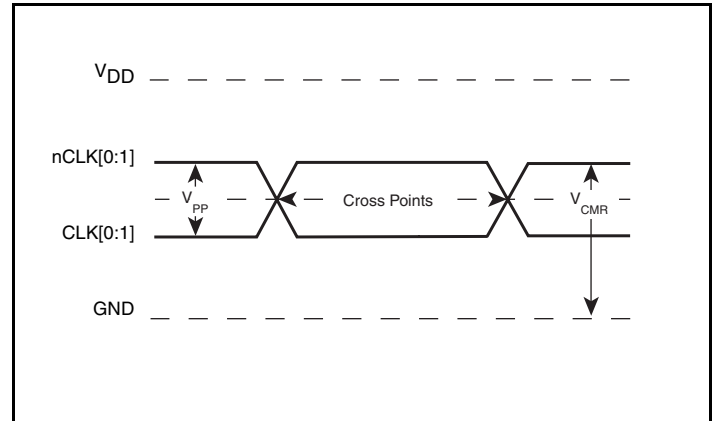 VDD
nCLK[0:1]
VPP
Cross Points
VCMR
CLK[0:1]
GND